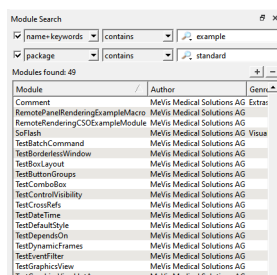 Module Search
name+keywords contains example
package contains standard
Modules found: 49 + −
Module Author Genre
Comment MeVis Medical Solutions AG Extras
RemotePanelRenderingExampleMacro MeVis Medical Solutions AG
RemoteRenderingCSOExampleModule MeVis Medical Solutions AG
SoFlash MeVis Medical Solutions AG Visua
TestBatchCommand MeVis Medical Solutions AG
TestBorderlessWindow MeVis Medical Solutions AG
TestBoxLayout MeVis Medical Solutions AG
TestButtonGroups MeVis Medical Solutions AG
TestComboBox MeVis Medical Solutions AG
TestControlVisibility MeVis Medical Solutions AG
TestCrossRefs MeVis Medical Solutions AG
TestDateTime MeVis Medical Solutions AG
TestDefaultStyle MeVis Medical Solutions AG
TestDependsOn MeVis Medical Solutions AG
TestDynamicFrames MeVis Medical Solutions AG
TestEventFilter MeVis Medical Solutions AG
TestGraphicsView MeVis Medical Solutions AG